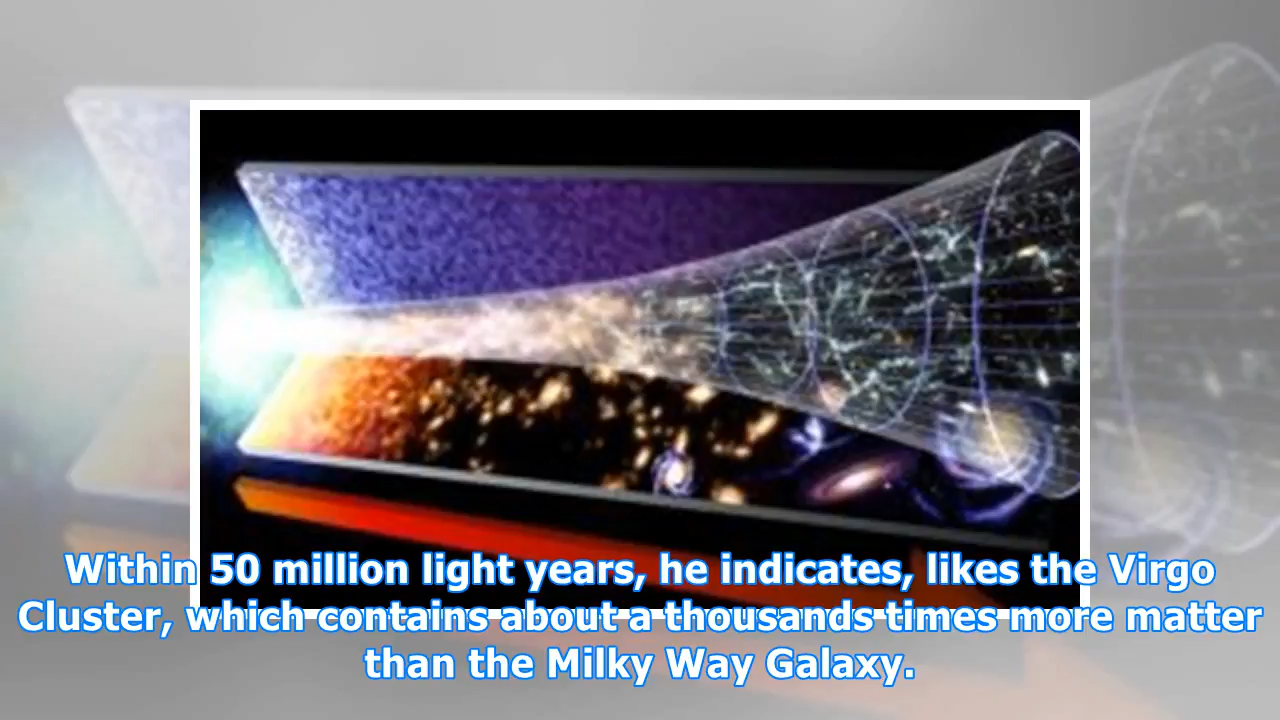 Within 50 million light years, he indicates, likes the Virgo
Cluster, which contains about a thousands times more matter
than the Milky Way Galaxy.